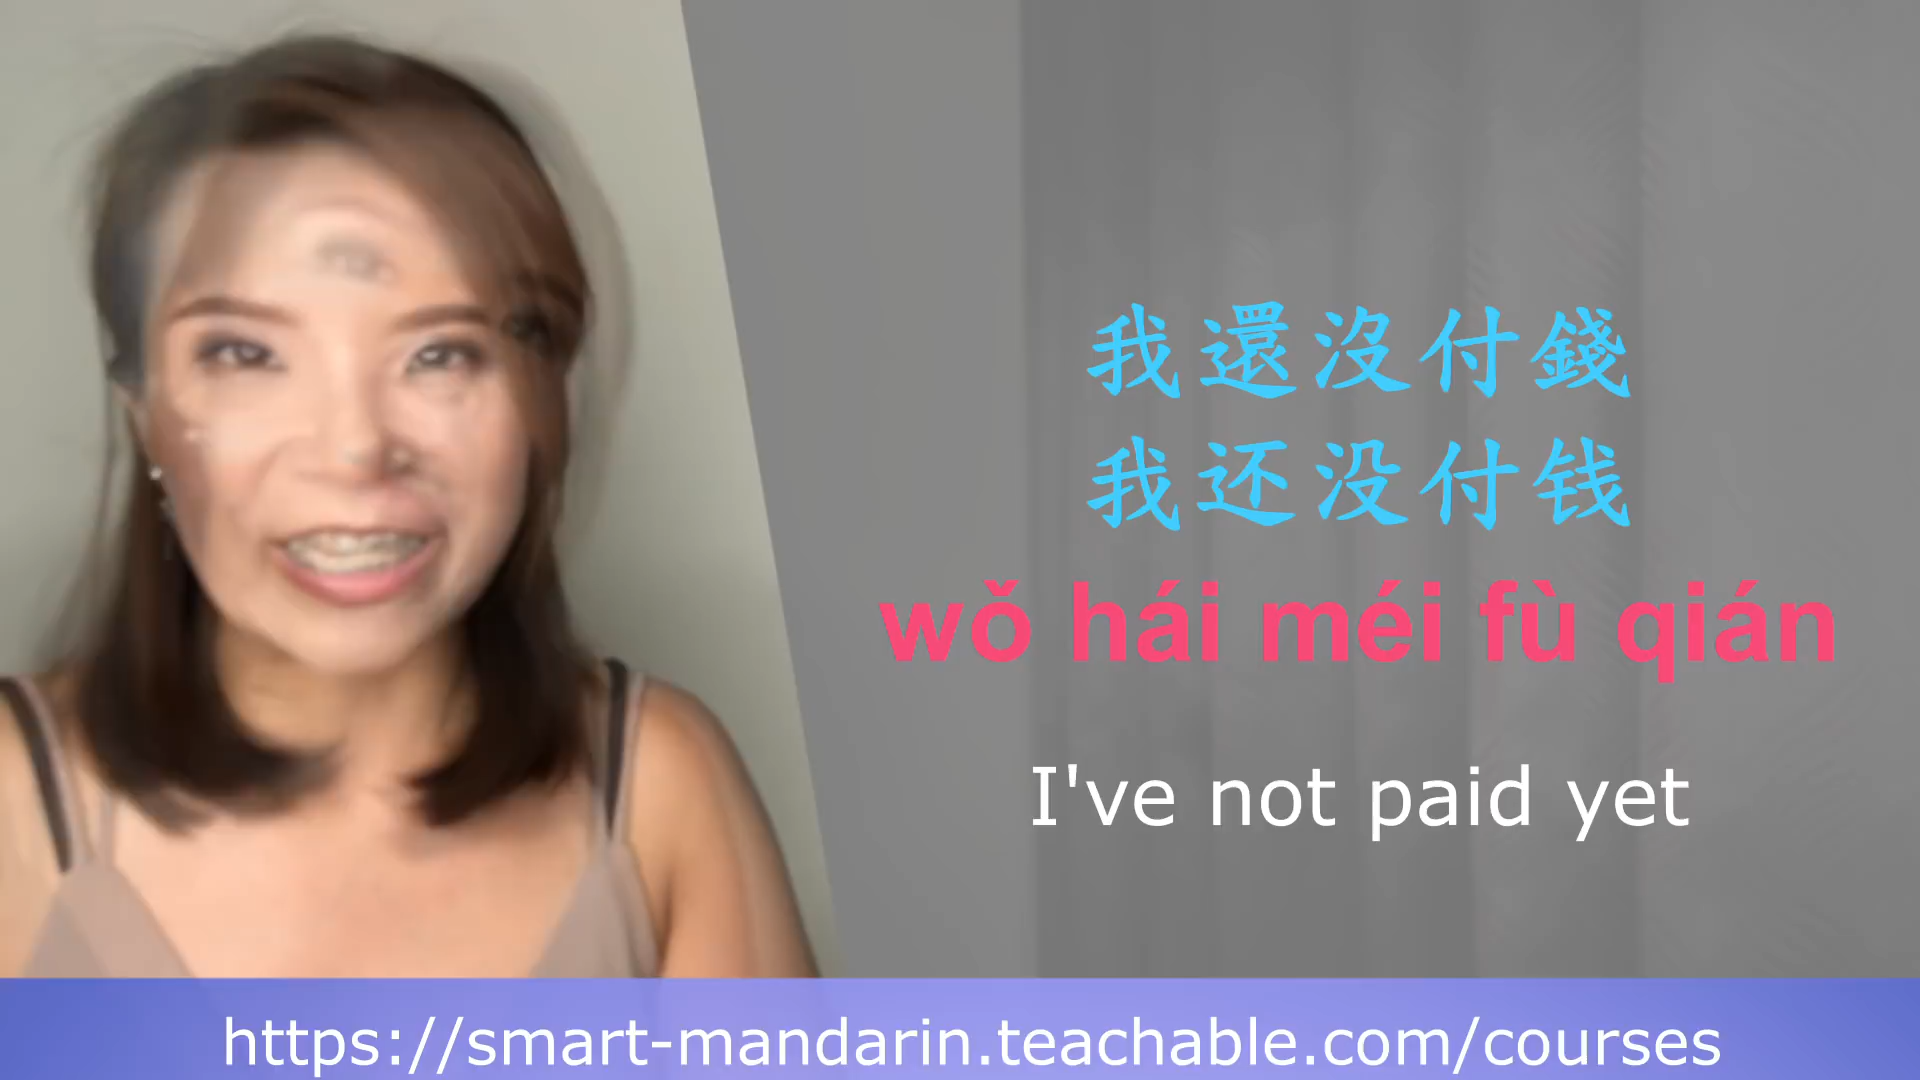 我還沒付錢
我还没付钱
wǒ hái méi fù qián
I've not paid yet
https://smart-mandarin.teachable.com/courses